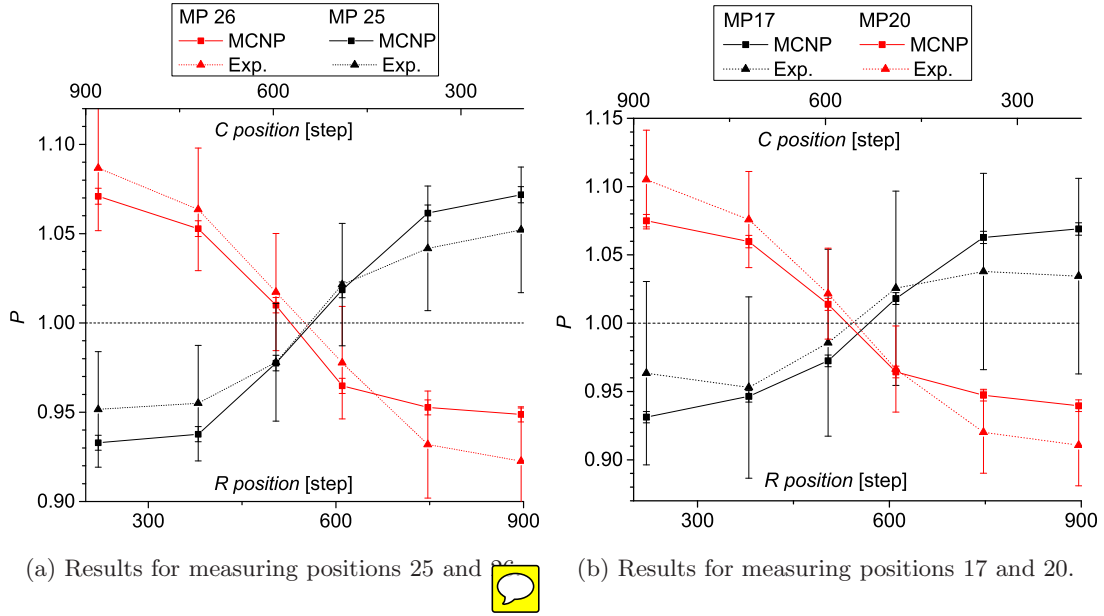 MP 26 MP 25
MCNP MCNP
Exp. Exp.
900 600 300
C position [step]
1.10
1.05
1.00
0.95
0.90
P
R position [step]
300 600 900
(a) Results for measuring positions 25 and
MP17 MP20
MCNP MCNP
Exp. Exp.
900 600 300
C position [step]
1.15
1.10
1.05
1.00
0.95
0.90
P
R position [step]
300 600 900
(b) Results for measuring positions 17 and 20.